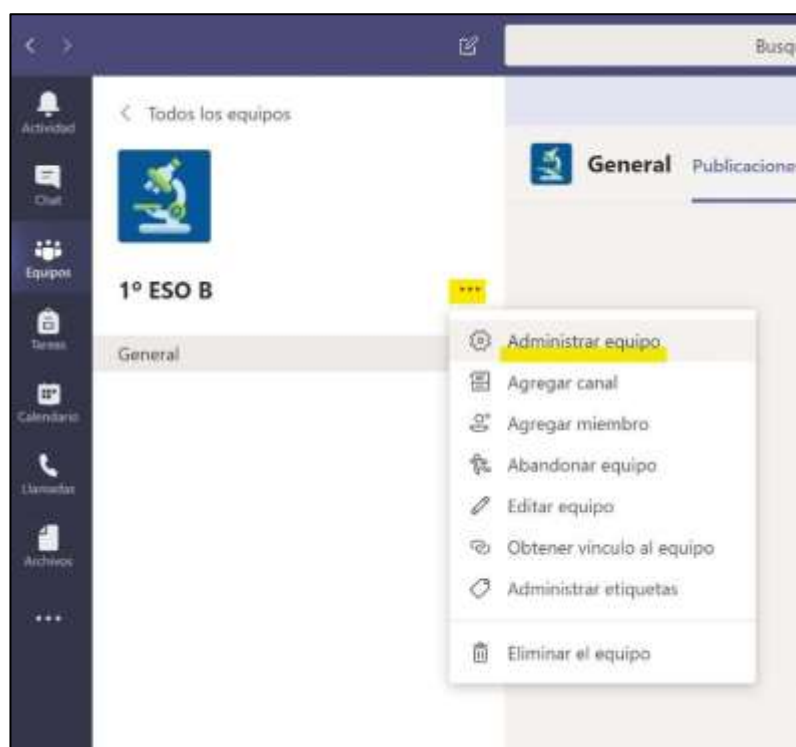 Busq
Actividad
Chat
Equipos
Tareas
Calendario
Llamadas
Archivos
Todos los equipos
1º ESO B
General
General Publicacione
Administrar equipo
Agregar canal
Agregar miembro
Abandonar equipo
Editar equipo
Obtener vínculo al equipo
Administrar etiquetas
Eliminar el equipo